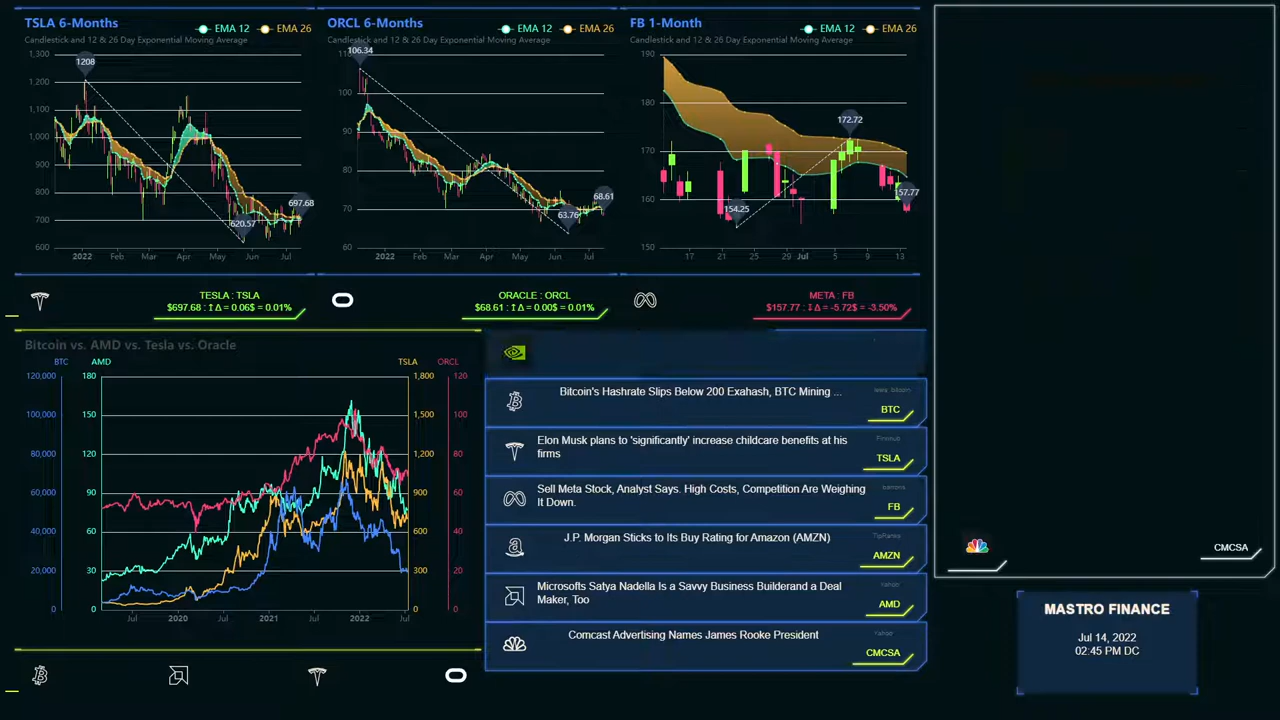 TSLA 6-Months
EMA 12
EMA 26
Candlestick and 12 & 26 Day Exponential Moving Average
1,300
1,200
1,100
1,000
900
800
700
600
1208
620.57
697.68
2022
Feb
Mar
Apr
May
Jun
Jul
ORCL 6-Months
EMA 12
EMA 26
Candlestick and 12 & 26 Day Exponential Moving Average
100
90
80
70
60
106.34
63.76
68.61
2022
Feb
Mar
Apr
May
Jun
Jul
FB 1-Month
EMA 12
EMA 26
Candlestick and 12 & 26 Day Exponential Moving Average
190
180
170
160
150
154.25
172.72
157.77
17
21
23
27
29
Jul
5
7
9
13
TESLA : TSLA
$697.68 : Δ = 0.06$ = 0.01%
ORACLE : ORCL
$68.61 : Δ = 0.00$ = 0.01%
META : FB
$157.77 : Δ = -5.72$ = -3.50%
Bitcoin vs. AMD vs. Tesla vs. Oracle
BTC
AMD
TSLA
ORCL
120,000
100,000
80,000
60,000
40,000
20,000
0
180
150
120
90
60
30
0
1,800
1,500
1,200
900
600
300
0
120
100
80
60
40
20
0
Jul
2020
Jul
2021
Jul
2022
Jul
Bitcoin's Hashrate Slips Below 200 Exahash, BTC Mining ...
BTC
Elon Musk plans to 'significantly' increase childcare benefits at his
firms
Finnhub
TSLA
Sell Meta Stock, Analyst Says. High Costs, Competition Are Weighing
It Down.
barrons
FB
J.P. Morgan Sticks to Its Buy Rating for Amazon (AMZN)
TipRanks
AMZN
Microsofts Satya Nadella Is a Savvy Business Builderand a Deal
Maker, Too
Yahoo
AMD
Comcast Advertising Names James Rooke President
Yahoo
CMCSA
CMCSA
MASTRO FINANCE
Jul 14, 2022
02:45 PM DC